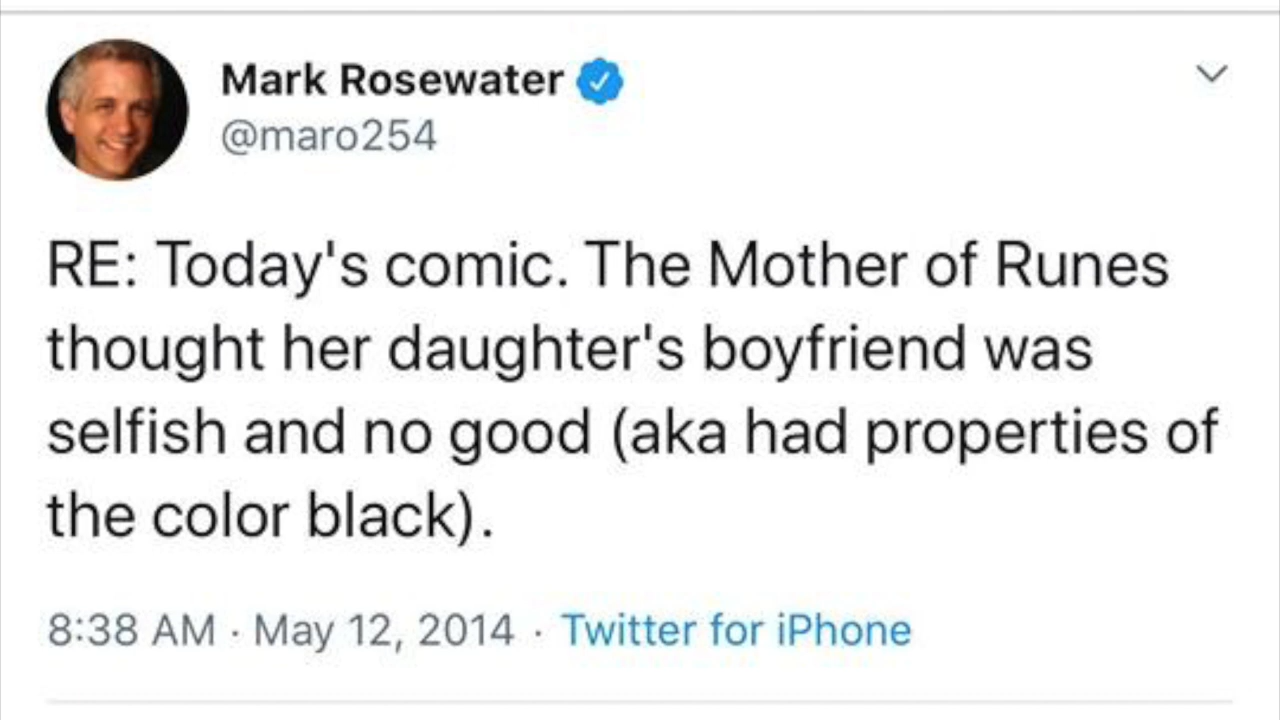 Mark Rosewater
@maro254
RE: Today's comic. The Mother of Runes
thought her daughter's boyfriend was
selfish and no good (aka had properties of
the color black).
8:38 AM · May 12, 2014 · Twitter for iPhone